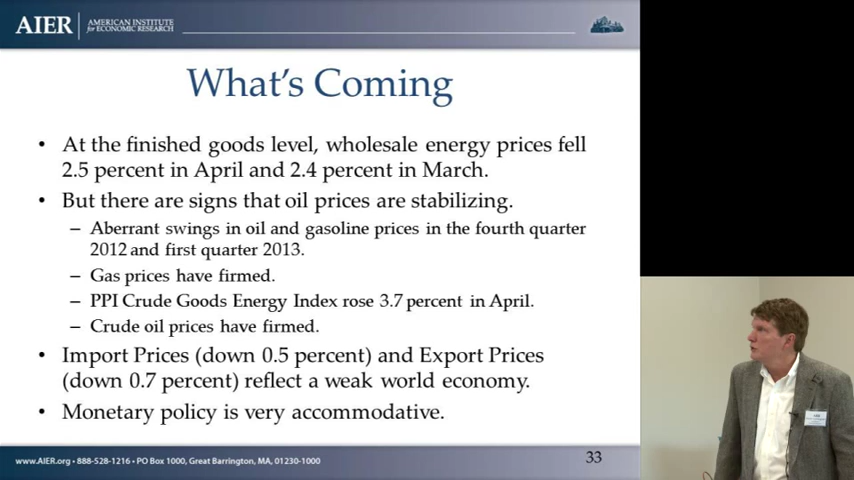 AIER AMERICAN INSTITUTE
for ECONOMIC RESEARCH
What's Coming
• At the finished goods level, wholesale energy prices fell
2.5 percent in April and 2.4 percent in March.
• But there are signs that oil prices are stabilizing.
– Aberrant swings in oil and gasoline prices in the fourth quarter
2012 and first quarter 2013.
– Gas prices have firmed.
– PPI Crude Goods Energy Index rose 3.7 percent in April.
– Crude oil prices have firmed.
• Import Prices (down 0.5 percent) and Export Prices
(down 0.7 percent) reflect a weak world economy.
• Monetary policy is very accommodative.
www.AIER.org • 888-528-1216 • PO Box 1000, Great Barrington, MA, 01230-1000
33